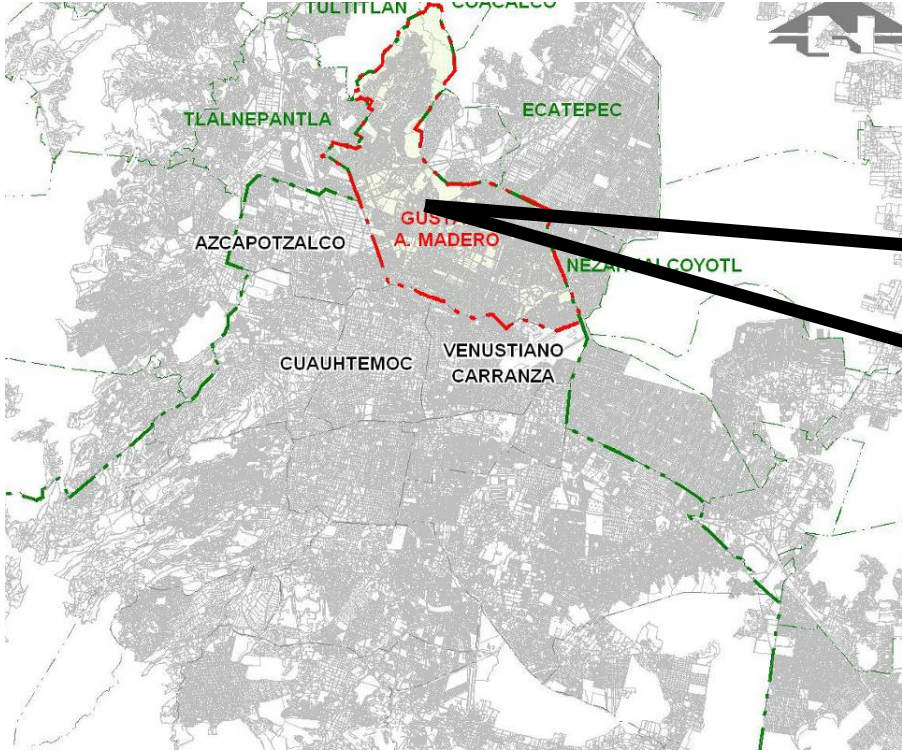 TULTITLAN
COACALCO
TLALNEPANTLA
ECATEPEC
AZCAPOTZALCO
A. MADERO
CUAUHTEMOC
VENUSTIANO
CARRANZA